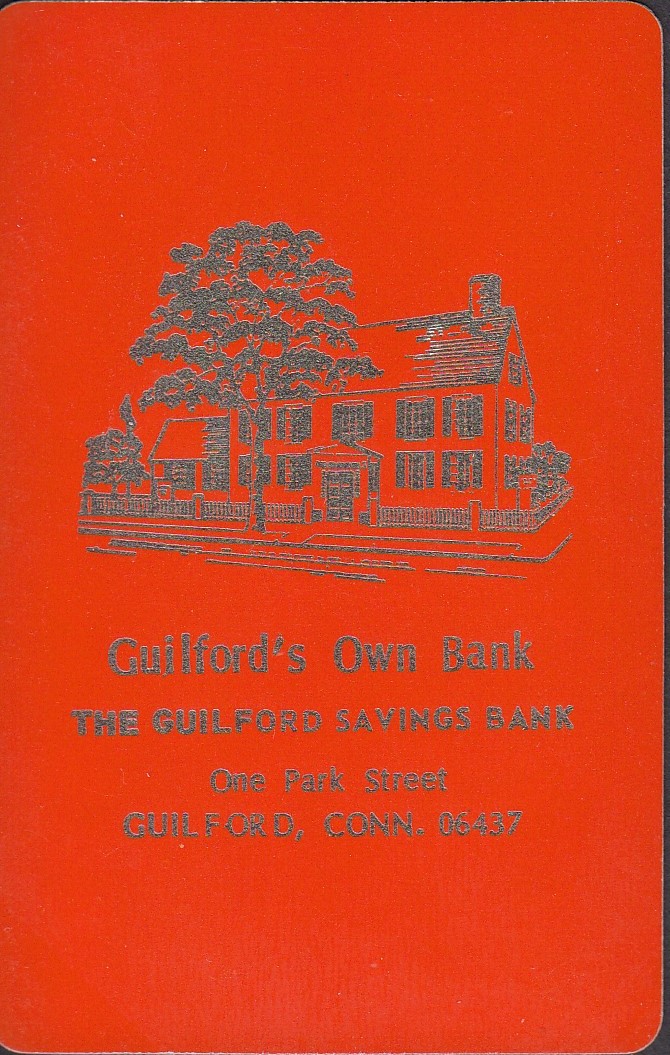 Guilford's Own Bank
THE GUILFORD SAVINGS BANK
One Park Street
GUILFORD, CONN. 06437